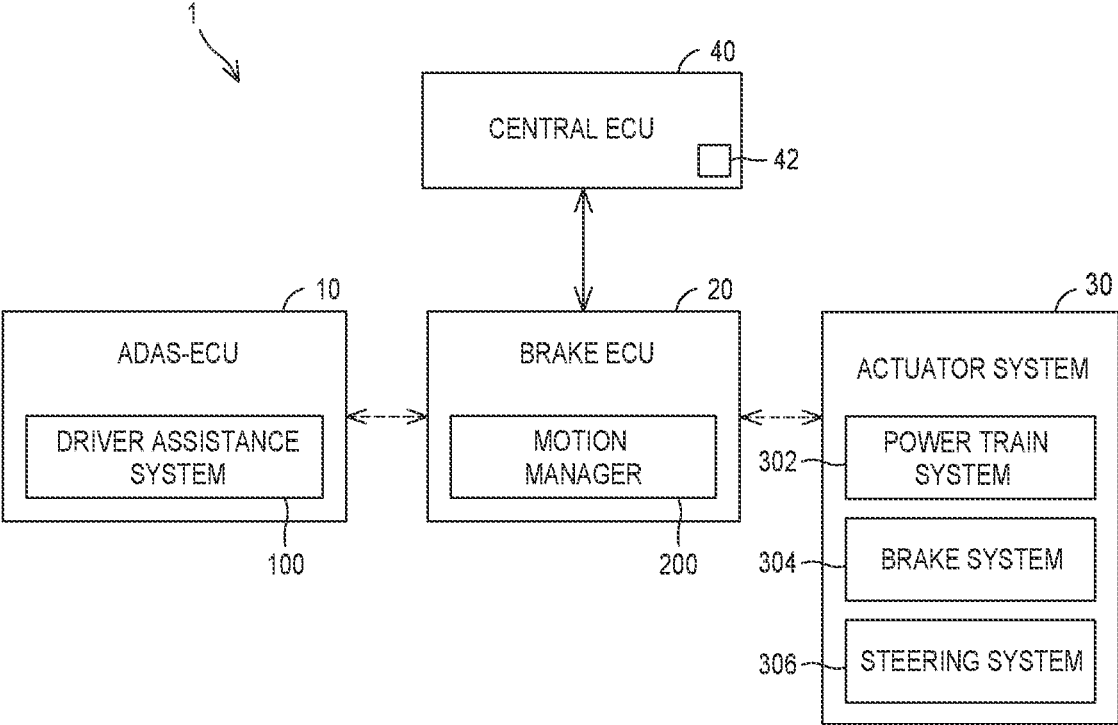 1
40
CENTRAL ECU
42
10
ADAS-ECU
DRIVER ASSISTANCE
SYSTEM
100
20
BRAKE ECU
MOTION
MANAGER
200
30
ACTUATOR SYSTEM
302
POWER TRAIN
SYSTEM
304
BRAKE SYSTEM
306
STEERING SYSTEM